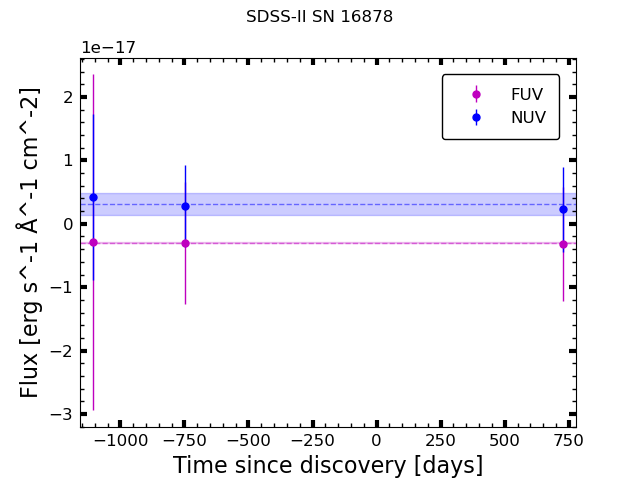 SDSS-II SN 16878
1e−17
FUV
NUV
2
1
0
−1
−2
−3
Flux [erg s^-1 Å^-1 cm^-2]
−1000 −750 −500 −250 0 250 500 750
Time since discovery [days]